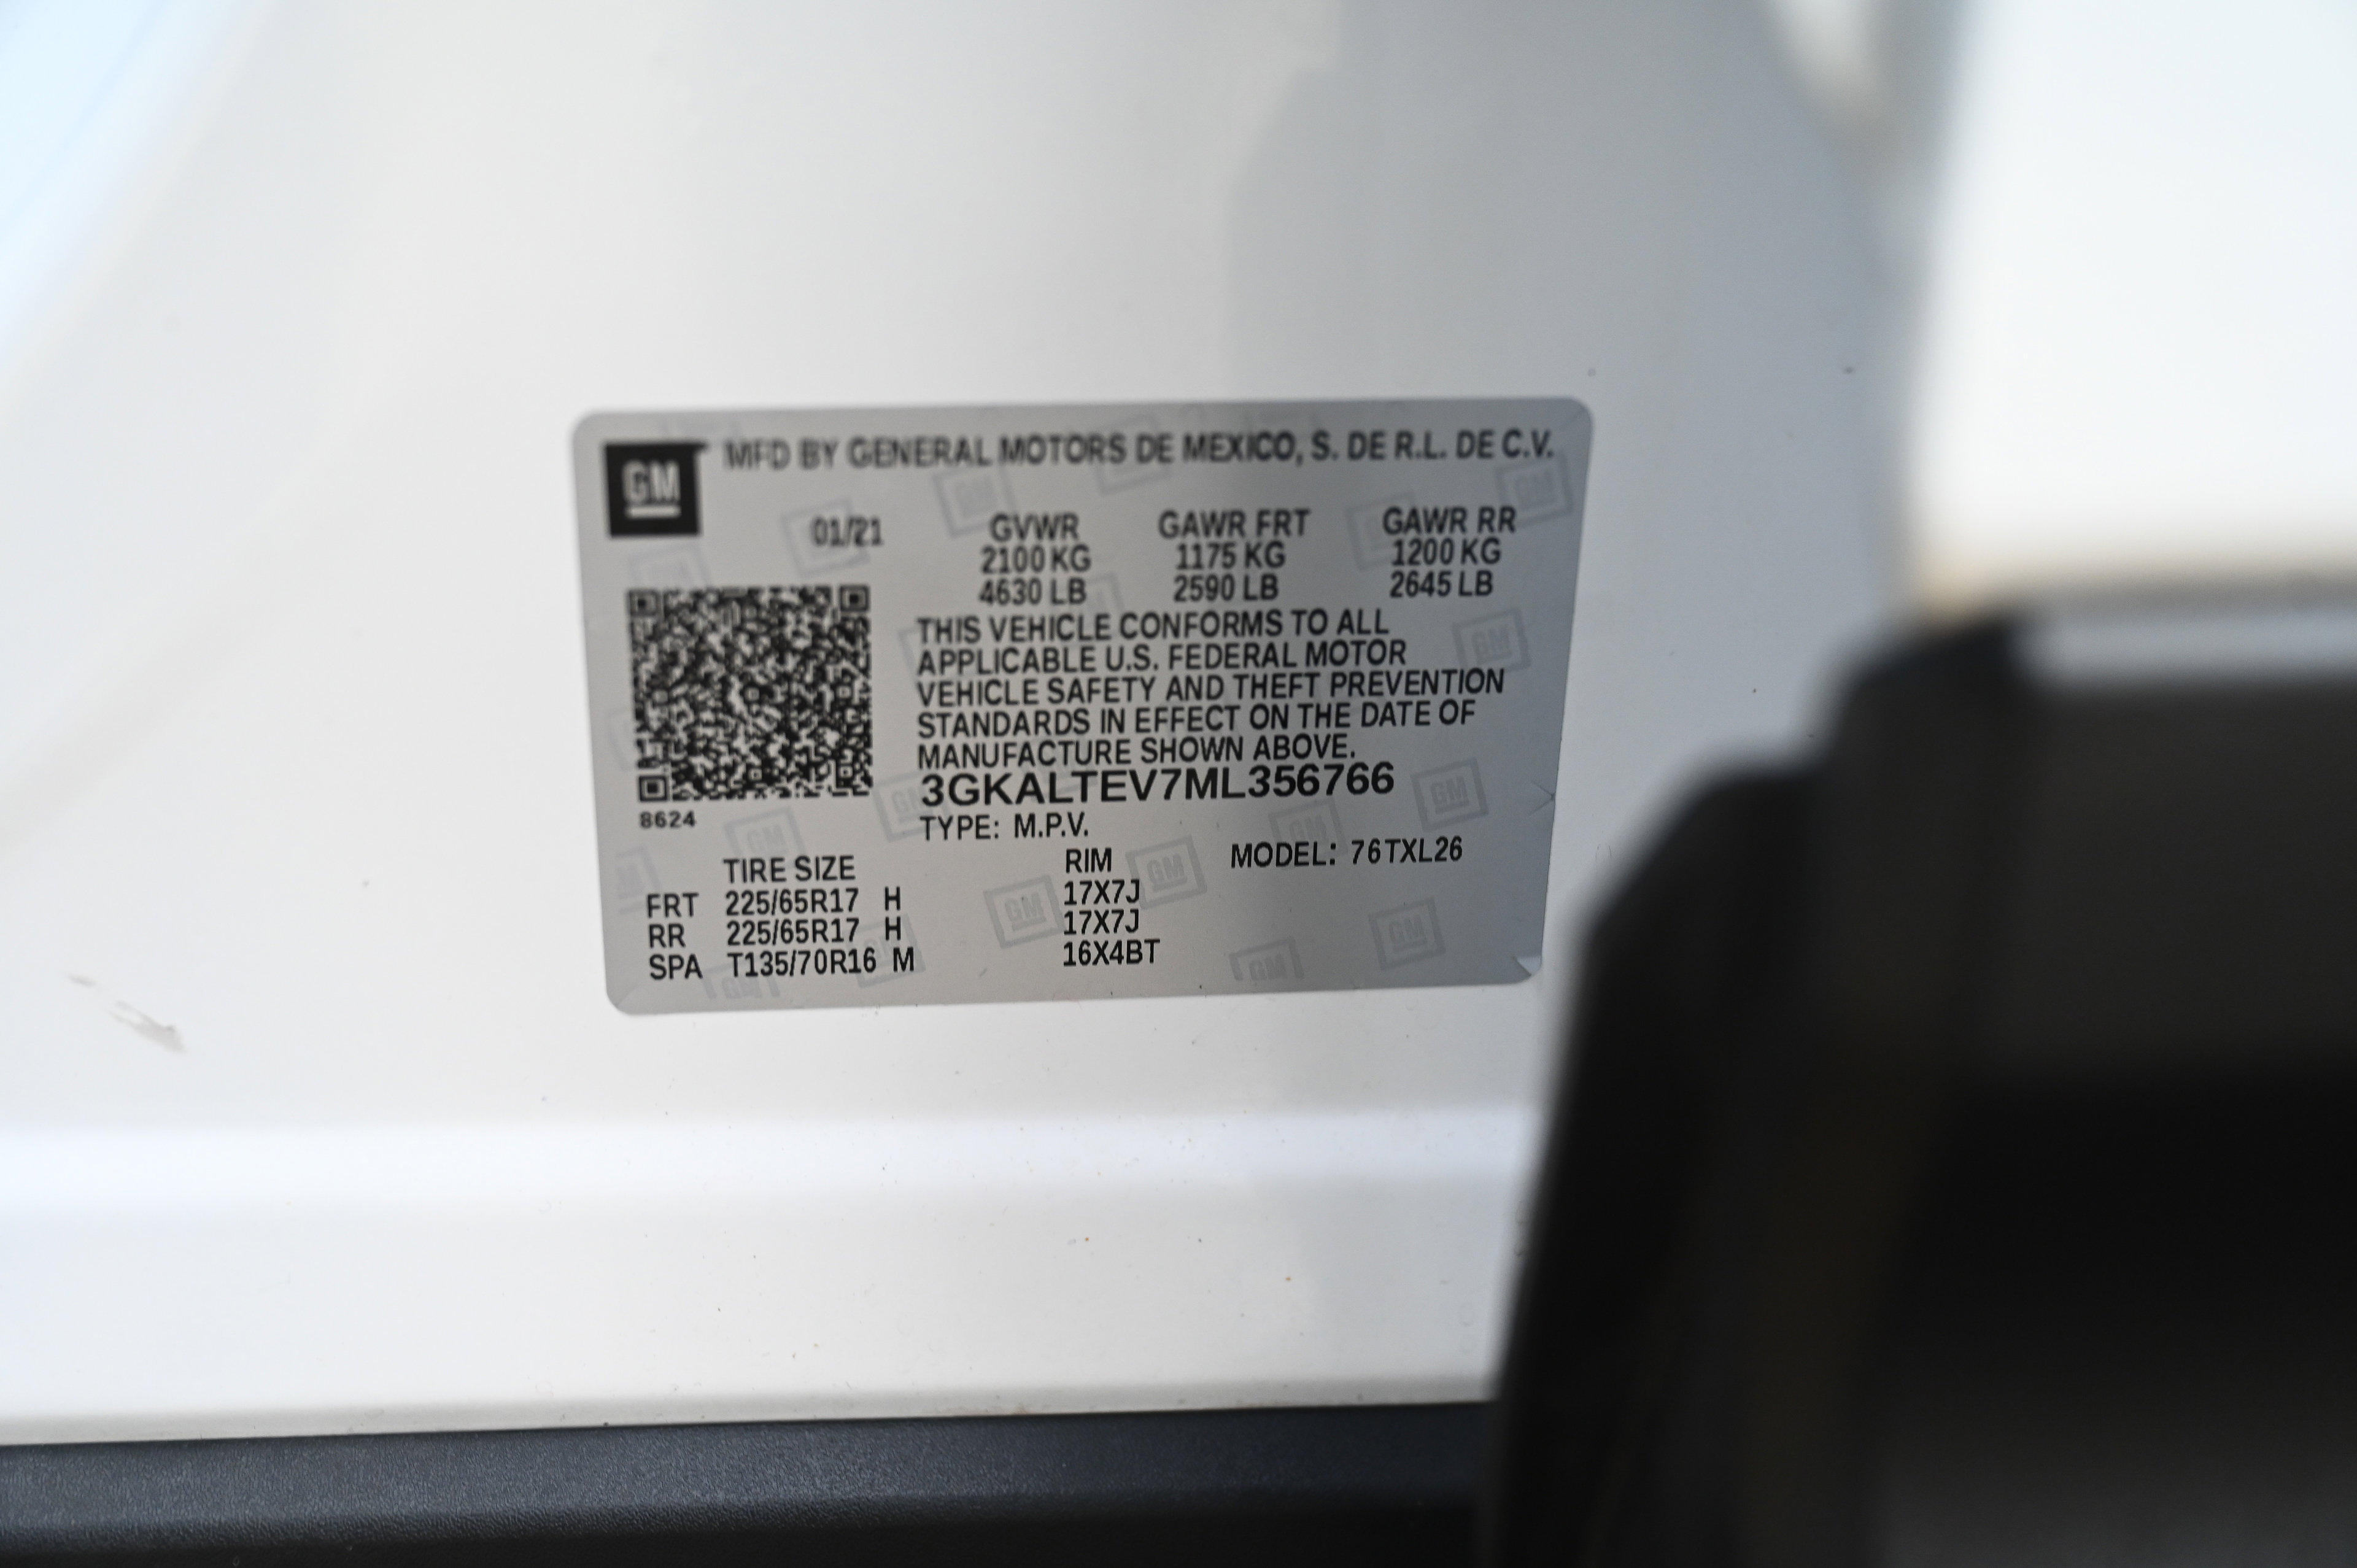 GM MFD BY GENERAL MOTORS DE MEXICO, S. DE R.L. DE C.V.
01/21 GVWR GAWR FRT GAWR RR
2100 KG 1175 KG 1200 KG
4630 LB 2590 LB 2645 LB
THIS VEHICLE CONFORMS TO ALL
APPLICABLE U.S. FEDERAL MOTOR
VEHICLE SAFETY AND THEFT PREVENTION
STANDARDS IN EFFECT ON THE DATE OF
MANUFACTURE SHOWN ABOVE.
3GKALTEV7ML356766
8624
TYPE: M.P.V.
TIRE SIZE RIM MODEL: 76TXL26
FRT 225/65R17 H 17X7J
RR 225/65R17 H 17X7J
SPA T135/70R16 M 16X4BT